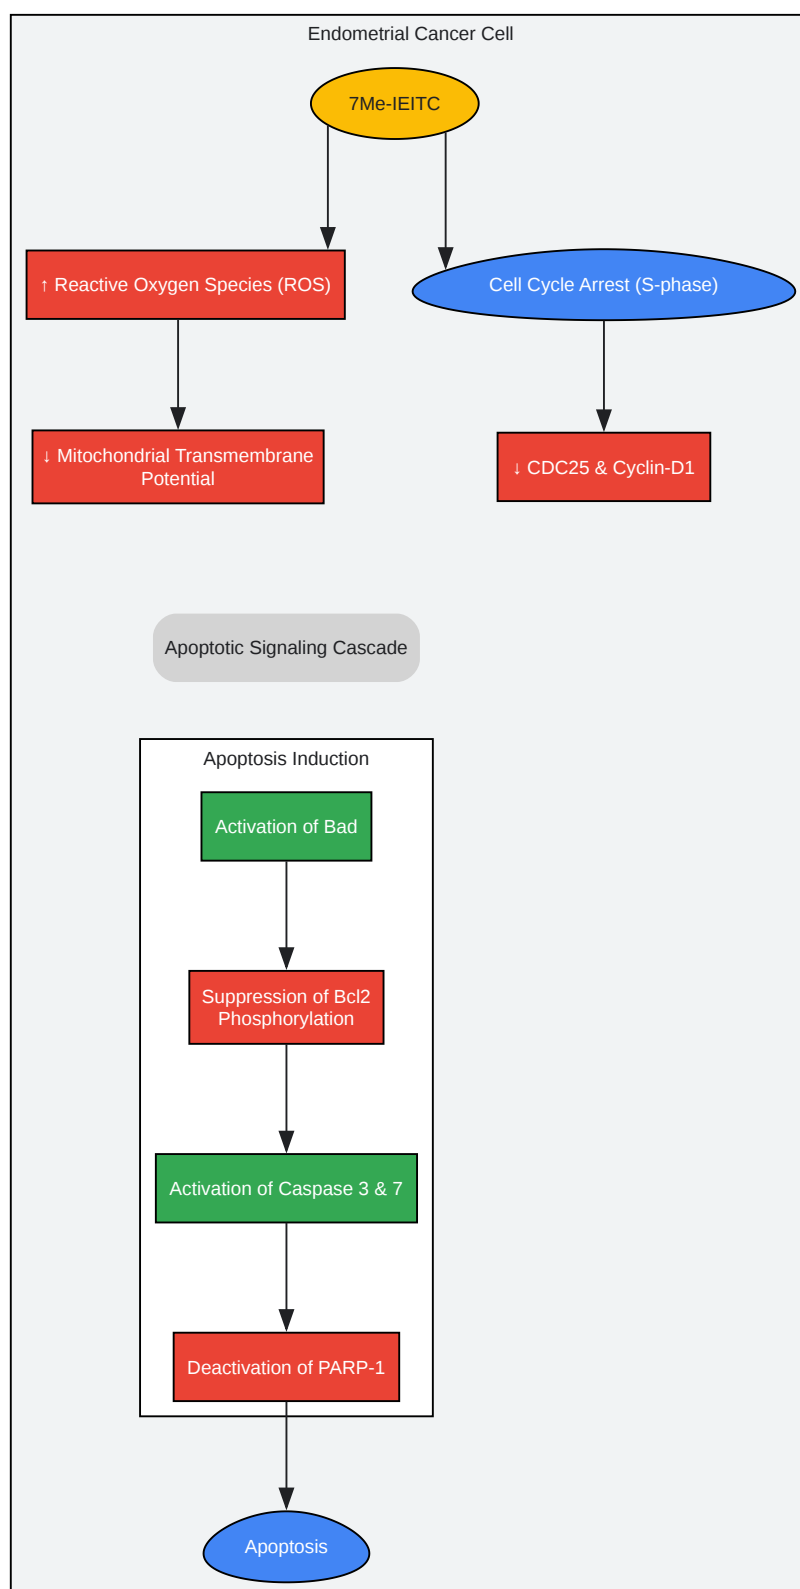 Endometrial Cancer Cell
7Me-IEITC
↑ Reactive Oxygen Species (ROS)
Cell Cycle Arrest (S-phase)
↓ Mitochondrial Transmembrane
Potential
↓ CDC25 & Cyclin-D1
Apoptotic Signaling Cascade
Apoptosis Induction
Activation of Bad
Suppression of Bcl2
Phosphorylation
Activation of Caspase 3 & 7
Deactivation of PARP-1
Apoptosis